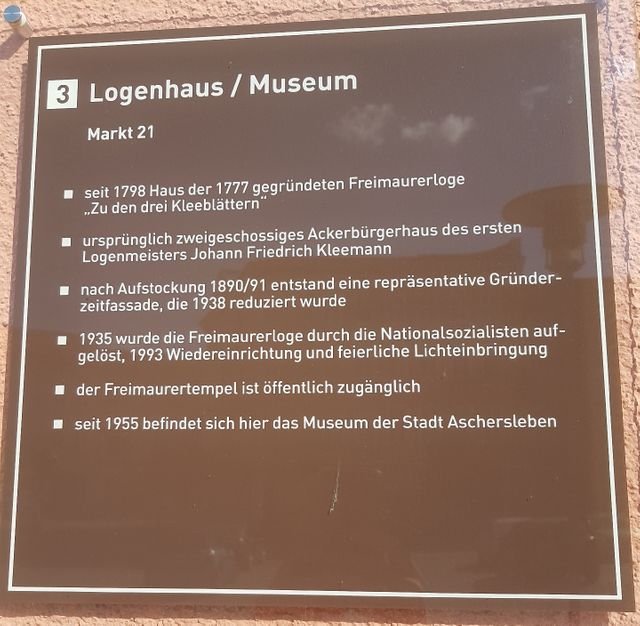 3 Logenhaus / Museum
Markt 21
■ seit 1798 Haus der 1777 gegründeten Freimaurerloge
„Zu den drei Kleeblättern“
■ ursprünglich zweigeschossiges Ackerbürgerhaus des ersten
Logenmeisters Johann Friedrich Kleemann
■ nach Aufstockung 1890/91 entstand eine repräsentative Gründer-
zeitfassade, die 1938 reduziert wurde
■ 1935 wurde die Freimaurerloge durch die Nationalsozialisten auf-
gelöst, 1993 Wiedereinrichtung und feierliche Lichteinbringung
■ der Freimaurertempel ist öffentlich zugänglich
■ seit 1955 befindet sich hier das Museum der Stadt Aschersleben